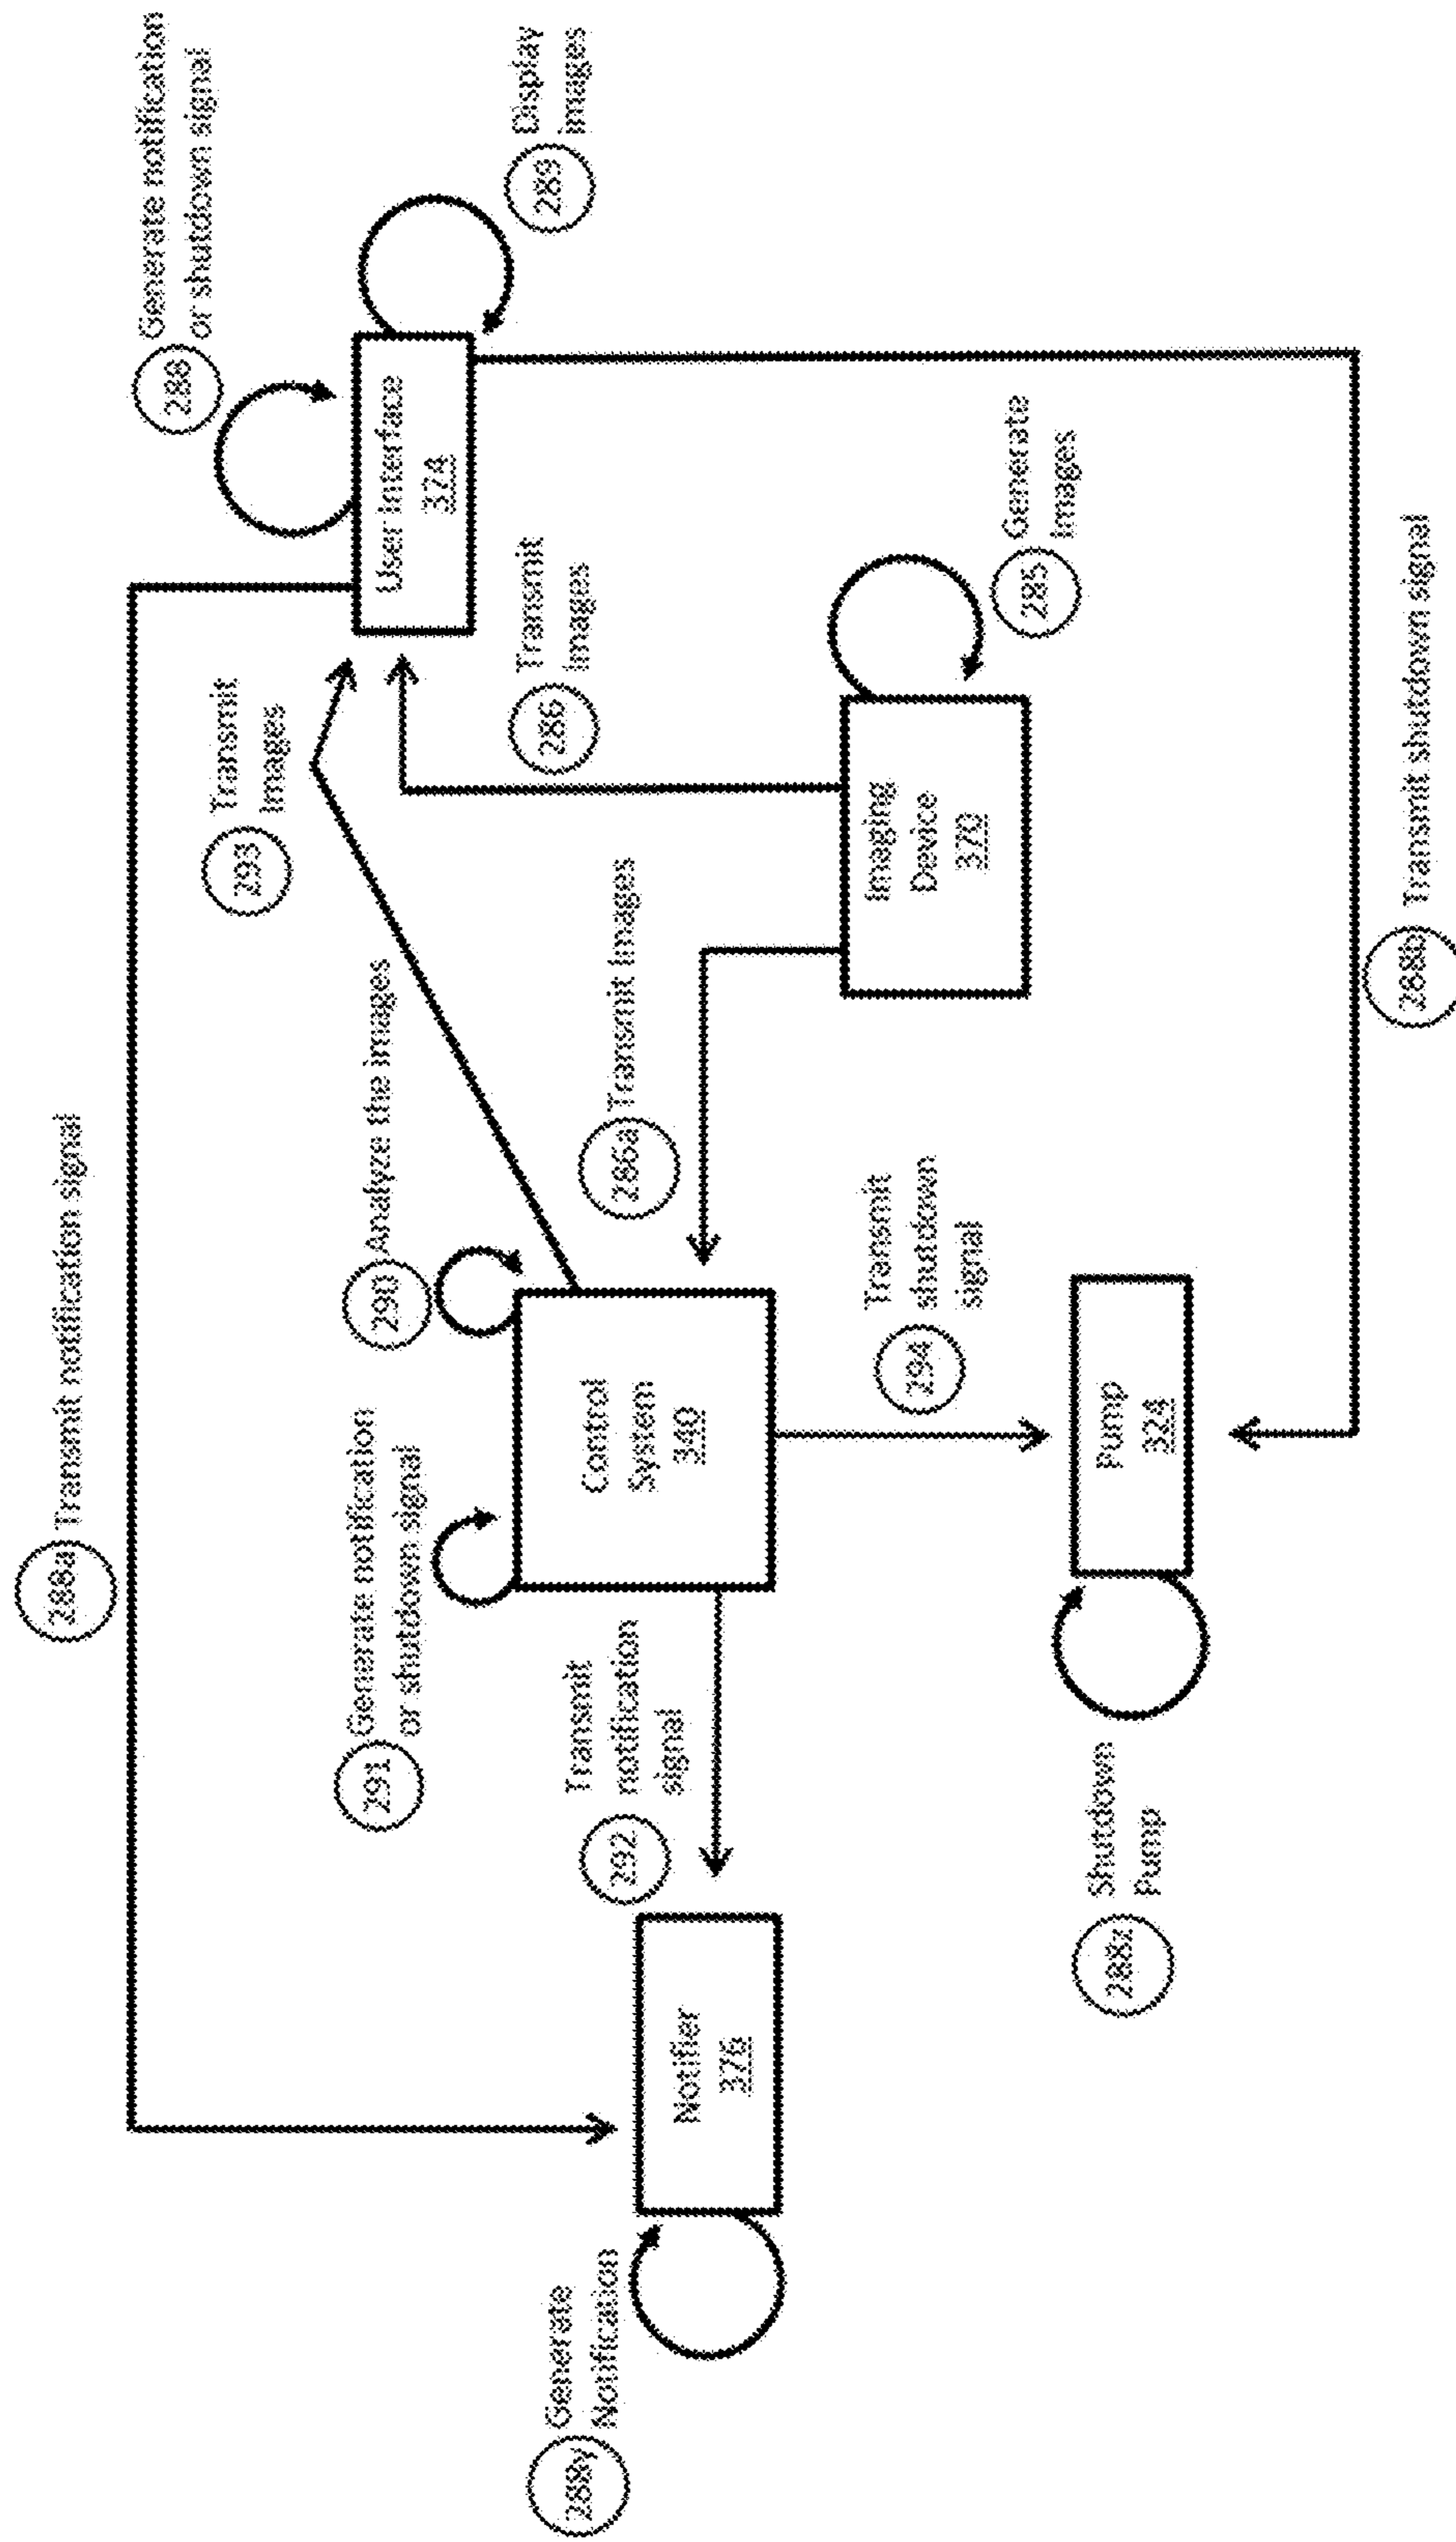 288a Transmit notification signal
288 Generate notification
or shutdown signal
293 Transmit
images
User Interface
374
289 Display
images
291 Generate notification
or shutdown signal
290 Analyze the images
286 Transmit
images
286a Transmit images
292 Transmit
notification
signal
288y Generate
Notification
Notifier
376
Control
System
340
Imaging
Device
370
285 Generate
images
294 Transmit
shutdown
signal
288z Shutdown
Pump
Pump
324
288b Transmit shutdown signal